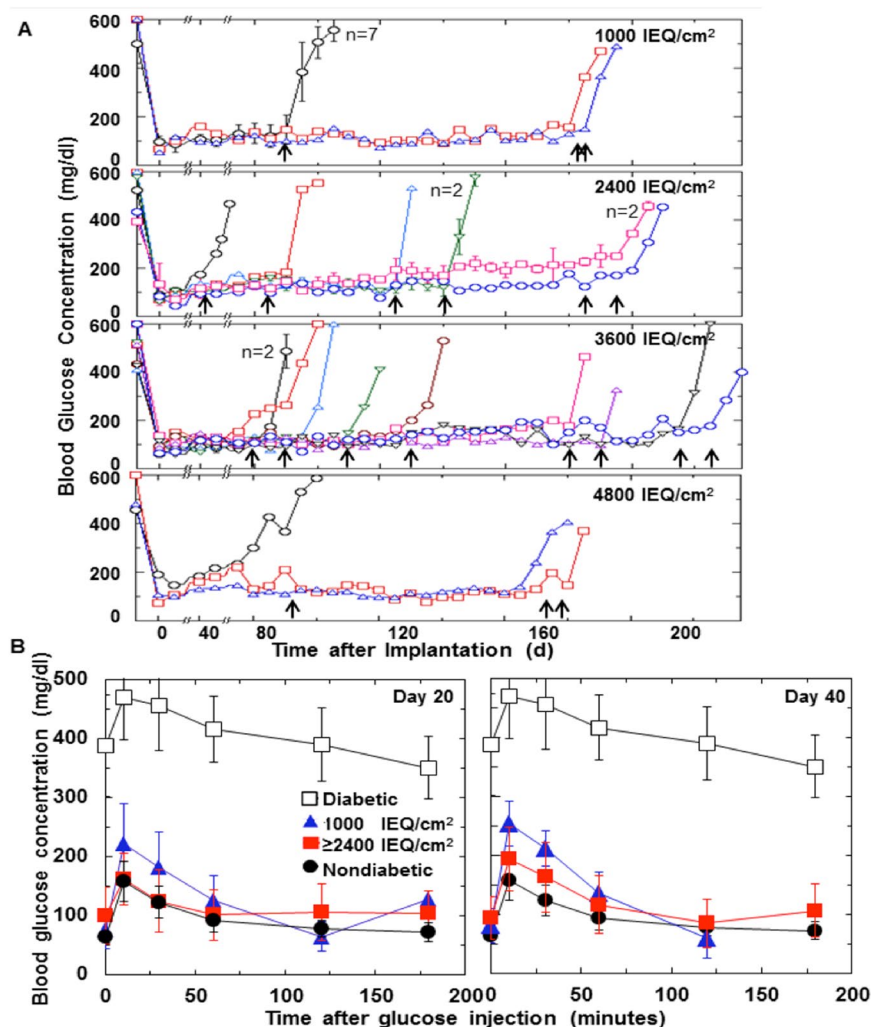 A
Blood Glucose Concentration (mg/dl)
600
400
200
0
n=7
1000 IEQ/cm²
600
400
200
0
n=2
n=2
2400 IEQ/cm²
600
400
200
0
n=2
3600 IEQ/cm²
600
400
200
0
4800 IEQ/cm²
0 40 80 120 160 200
Time after Implantation (d)
B
Blood glucose concentration (mg/dl)
500
400
300
200
100
0
Day 20
Diabetic
1000 IEQ/cm²
≥2400 IEQ/cm²
Nondiabetic
0 50 100 150 200
Day 40
0 50 100 150 200
Time after glucose injection (minutes)